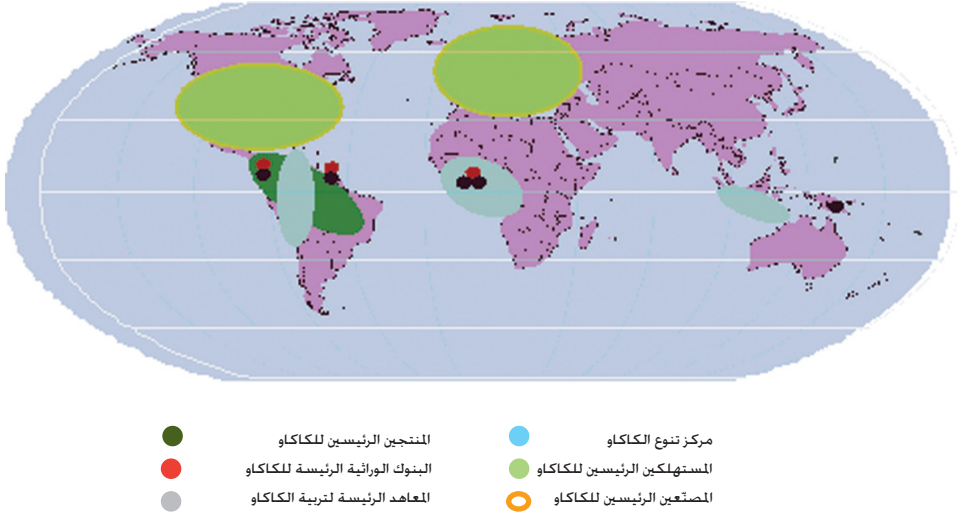 مركز تنوع الكاكاو
المستهلكين الرئيسين للكاكاو
المصنّعين الرئيسين للكاكاو
المنتجين الرئيسين للكاكاو
البنوك الوراثية الرئيسة للكاكاو
المعاهد الرئيسة لتربية الكاكاو